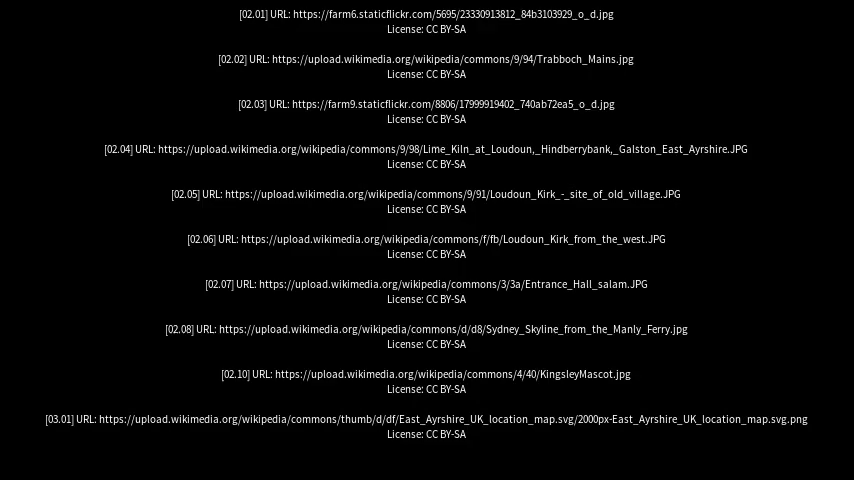 [02.01] URL: https://farm6.staticflickr.com/5695/23330913812_84b3103929_o_d.jpg
License: CC BY-SA
[02.02] URL: https://upload.wikimedia.org/wikipedia/commons/9/94/Trabboch_Mains.jpg
License: CC BY-SA
[02.03] URL: https://farm9.staticflickr.com/8806/17999919402_740ab72ea5_o_d.jpg
License: CC BY-SA
[02.04] URL: https://upload.wikimedia.org/wikipedia/commons/9/98/Lime_Kiln_at_Loudoun,_Hindberrybank,_Galston_East_Ayrshire.JPG
License: CC BY-SA
[02.05] URL: https://upload.wikimedia.org/wikipedia/commons/9/91/Loudoun_Kirk_-_site_of_old_village.JPG
License: CC BY-SA
[02.06] URL: https://upload.wikimedia.org/wikipedia/commons/f/fb/Loudoun_Kirk_from_the_west.JPG
License: CC BY-SA
[02.07] URL: https://upload.wikimedia.org/wikipedia/commons/3/3a/Entrance_Hall_salam.JPG
License: CC BY-SA
[02.08] URL: https://upload.wikimedia.org/wikipedia/commons/d/d8/Sydney_Skyline_from_the_Manly_Ferry.jpg
License: CC BY-SA
[02.10] URL: https://upload.wikimedia.org/wikipedia/commons/4/40/KingsleyMascot.jpg
License: CC BY-SA
[03.01] URL: https://upload.wikimedia.org/wikipedia/commons/thumb/d/df/East_Ayrshire_UK_location_map.svg/2000px-East_Ayrshire_UK_location_map.svg.png
License: CC BY-SA